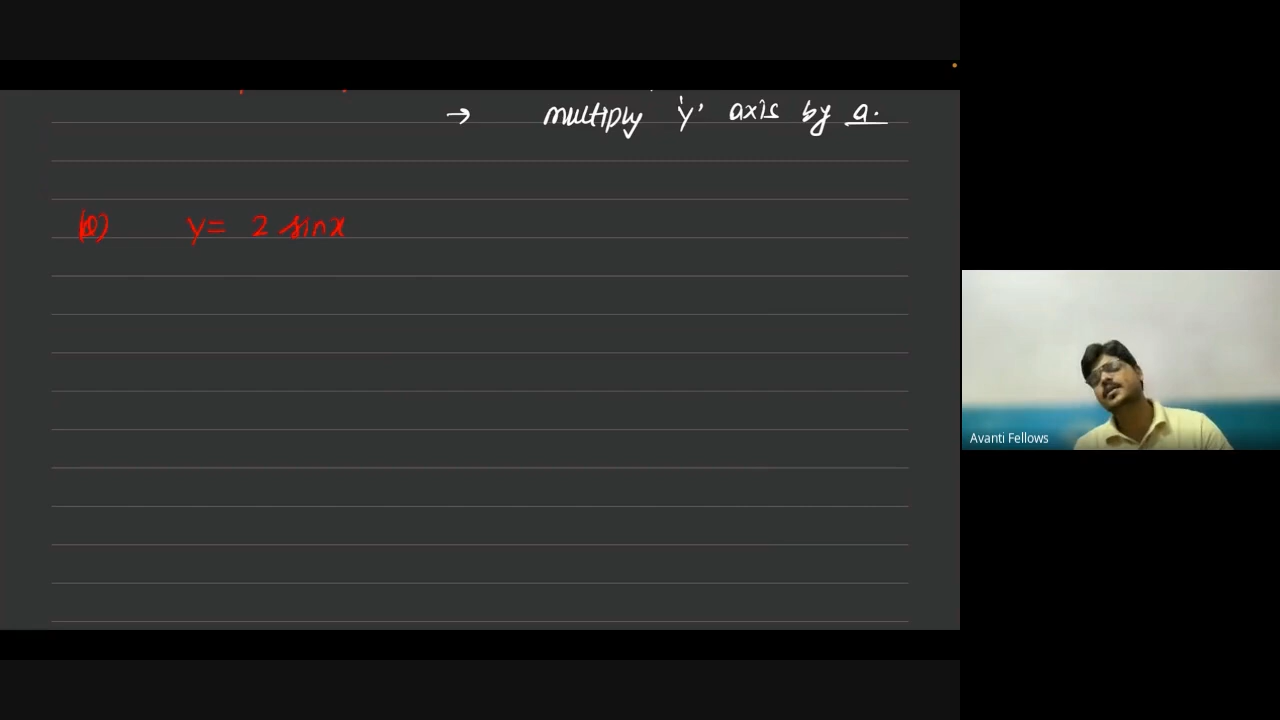 → multiply 'y' axis by a.
(Q) y= 2 sinx
Avanti Fellows